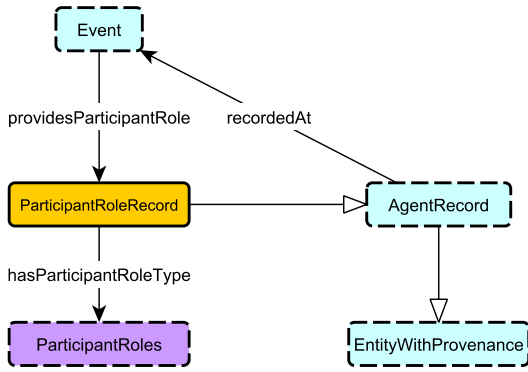 Event
providesParticipantRole
recordedAt
ParticipantRoleRecord
AgentRecord
hasParticipantRoleType
ParticipantRoles
EntityWithProvenance